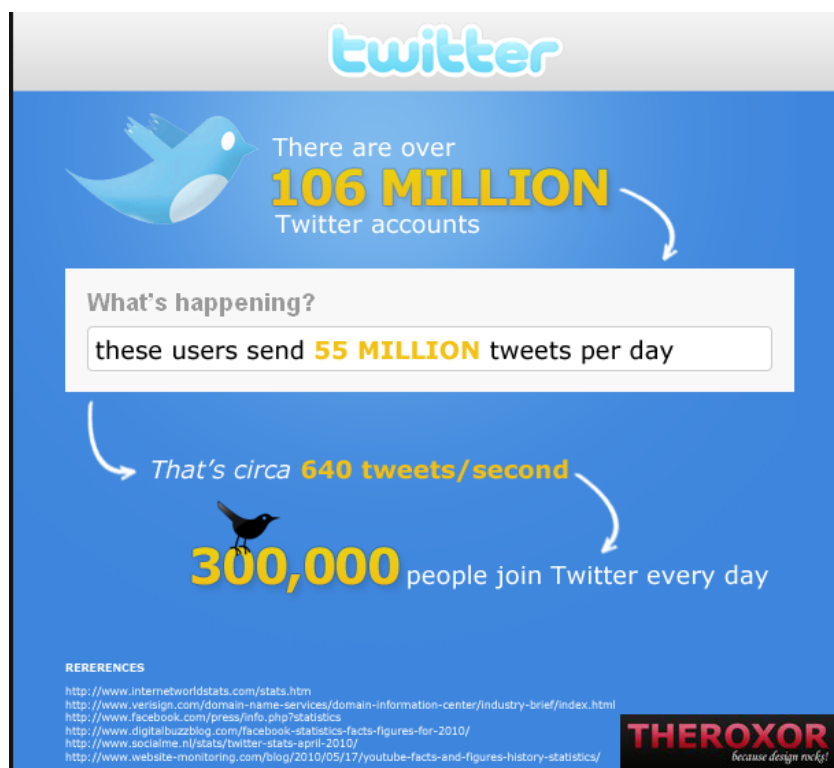 twitter
There are over
106 MILLION
Twitter accounts
What's happening?
these users send 55 MILLION tweets per day
That's circa 640 tweets/second
300,000 people join Twitter every day
RERERENCES
http://www.internetworldstats.com/stats.htm
http://www.verisign.com/domain-name-services/domain-information-center/industry-brief/index.html
http://www.facebook.com/press/info.php?statistics
http://www.digitalbuzzblog.com/facebook-statistics-facts-figures-for-2010/
http://www.socialme.nl/stats/twitter-stats-april-2010/
http://www.website-monitoring.com/blog/2010/05/17/youtube-facts-and-figures-history-statistics/
THEROXOR
because design rocks!